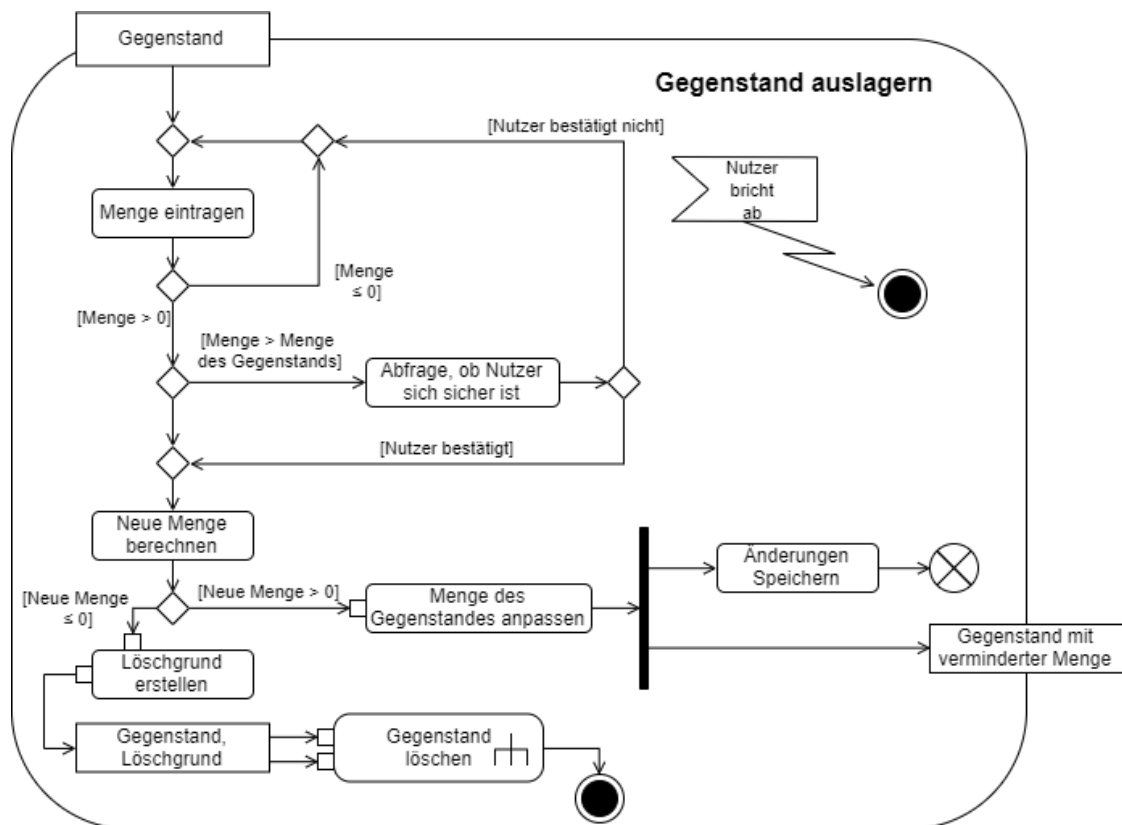 Gegenstand
Gegenstand auslagern
[Nutzer bestätigt nicht]
Nutzer
bricht
ab
Menge eintragen
[Menge
≤ 0]
[Menge > 0]
[Menge > Menge
des Gegenstands]
Abfrage, ob Nutzer
sich sicher ist
[Nutzer bestätigt]
Neue Menge
berechnen
[Neue Menge
≤ 0]
[Neue Menge > 0]
Menge des
Gegenstandes anpassen
Änderungen
Speichern
Gegenstand mit
verminderter Menge
Löschgrund
erstellen
Gegenstand,
Löschgrund
Gegenstand
löschen